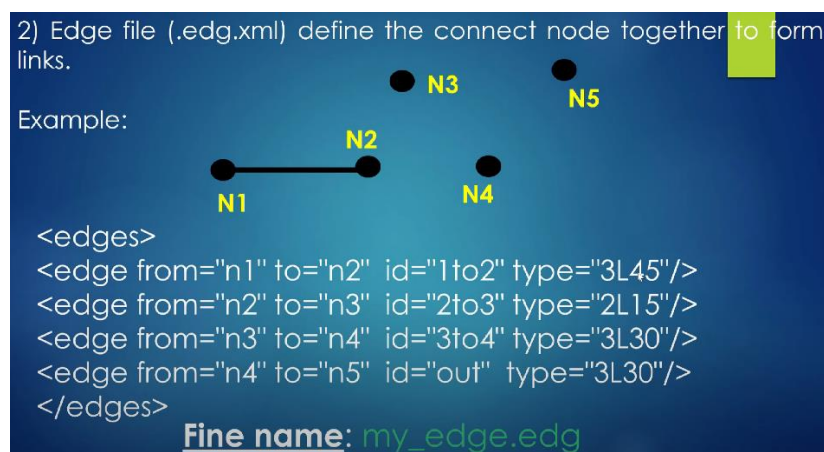 2) Edge file (.edg.xml) define the connect node together to form
links.
N3
N5
Example:
N2
N1
N4
<edges>
<edge from="n1" to="n2" id="1to2" type="3L45"/>
<edge from="n2" to="n3" id="2to3" type="2L15"/>
<edge from="n3" to="n4" id="3to4" type="3L30"/>
<edge from="n4" to="n5" id="out" type="3L30"/>
</edges>
Fine name: my_edge.edg